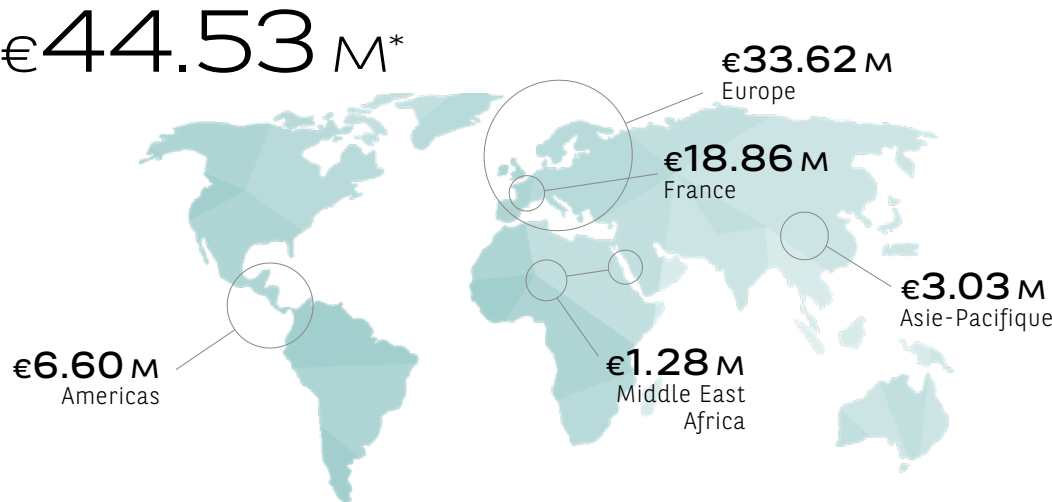 €44.53 M*
€33.62 M
Europe
€18.86 M
France
€3.03 M
Asie-Pacifique
€6.60 M
Americas
€1.28 M
Middle East
Africa